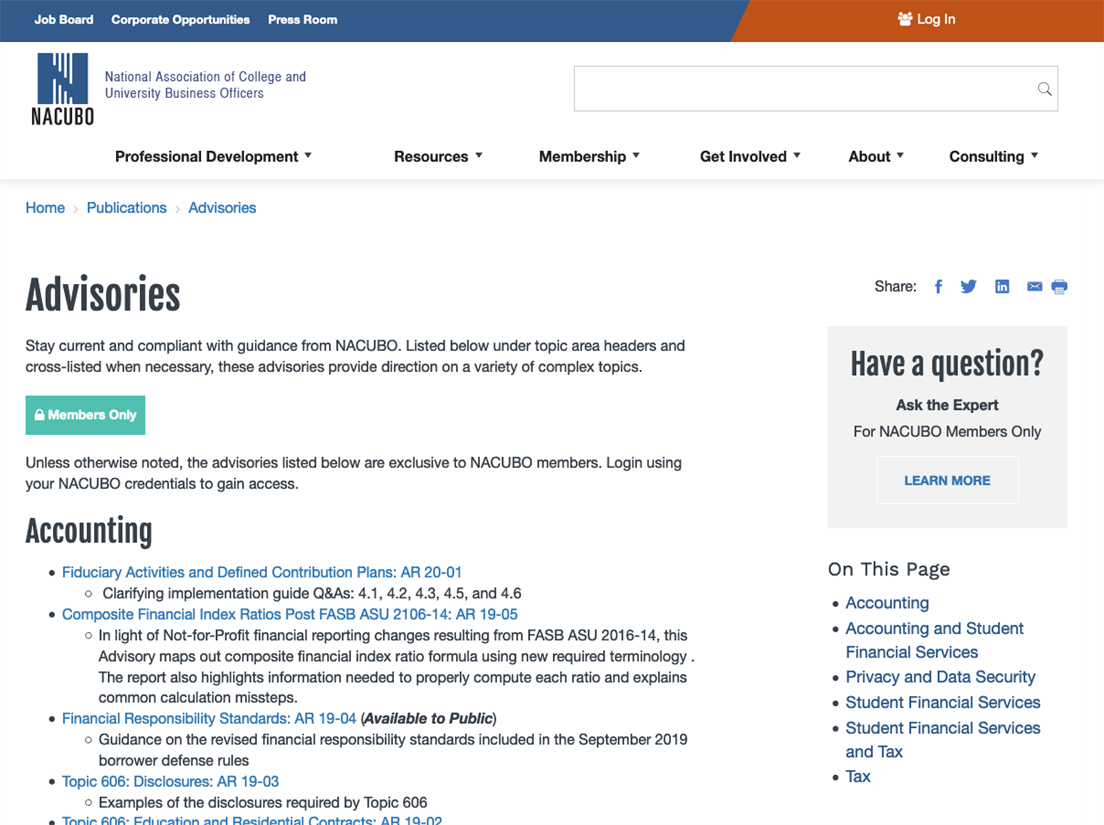 Job Board Corporate Opportunities Press Room Log In
National Association of College and
University Business Officers
NACUBO
Professional Development Resources Membership Get Involved About Consulting
Home Publications Advisories
Advisories
Share:
Stay current and compliant with guidance from NACUBO. Listed below under topic area headers and
cross-listed when necessary, these advisories provide direction on a variety of complex topics.
Members Only
Unless otherwise noted, the advisories listed below are exclusive to NACUBO members. Login using
your NACUBO credentials to gain access.
Accounting
Fiduciary Activities and Defined Contribution Plans: AR 20-01
Clarifying implementation guide Q&As: 4.1, 4.2, 4.3, 4.5, and 4.6
Composite Financial Index Ratios Post FASB ASU 2106-14: AR 19-05
In light of Not-for-Profit financial reporting changes resulting from FASB ASU 2016-14, this
Advisory maps out composite financial index ratio formula using new required terminology .
The report also highlights information needed to properly compute each ratio and explains
common calculation missteps.
Financial Responsibility Standards: AR 19-04 (Available to Public)
Guidance on the revised financial responsibility standards included in the September 2019
borrower defense rules
Topic 606: Disclosures: AR 19-03
Examples of the disclosures required by Topic 606
Topic 606: Education and Residential Contracts: AR 19-02
Have a question?
Ask the Expert
For NACUBO Members Only
LEARN MORE
On This Page
Accounting
Accounting and Student
Financial Services
Privacy and Data Security
Student Financial Services
Student Financial Services
and Tax
Tax